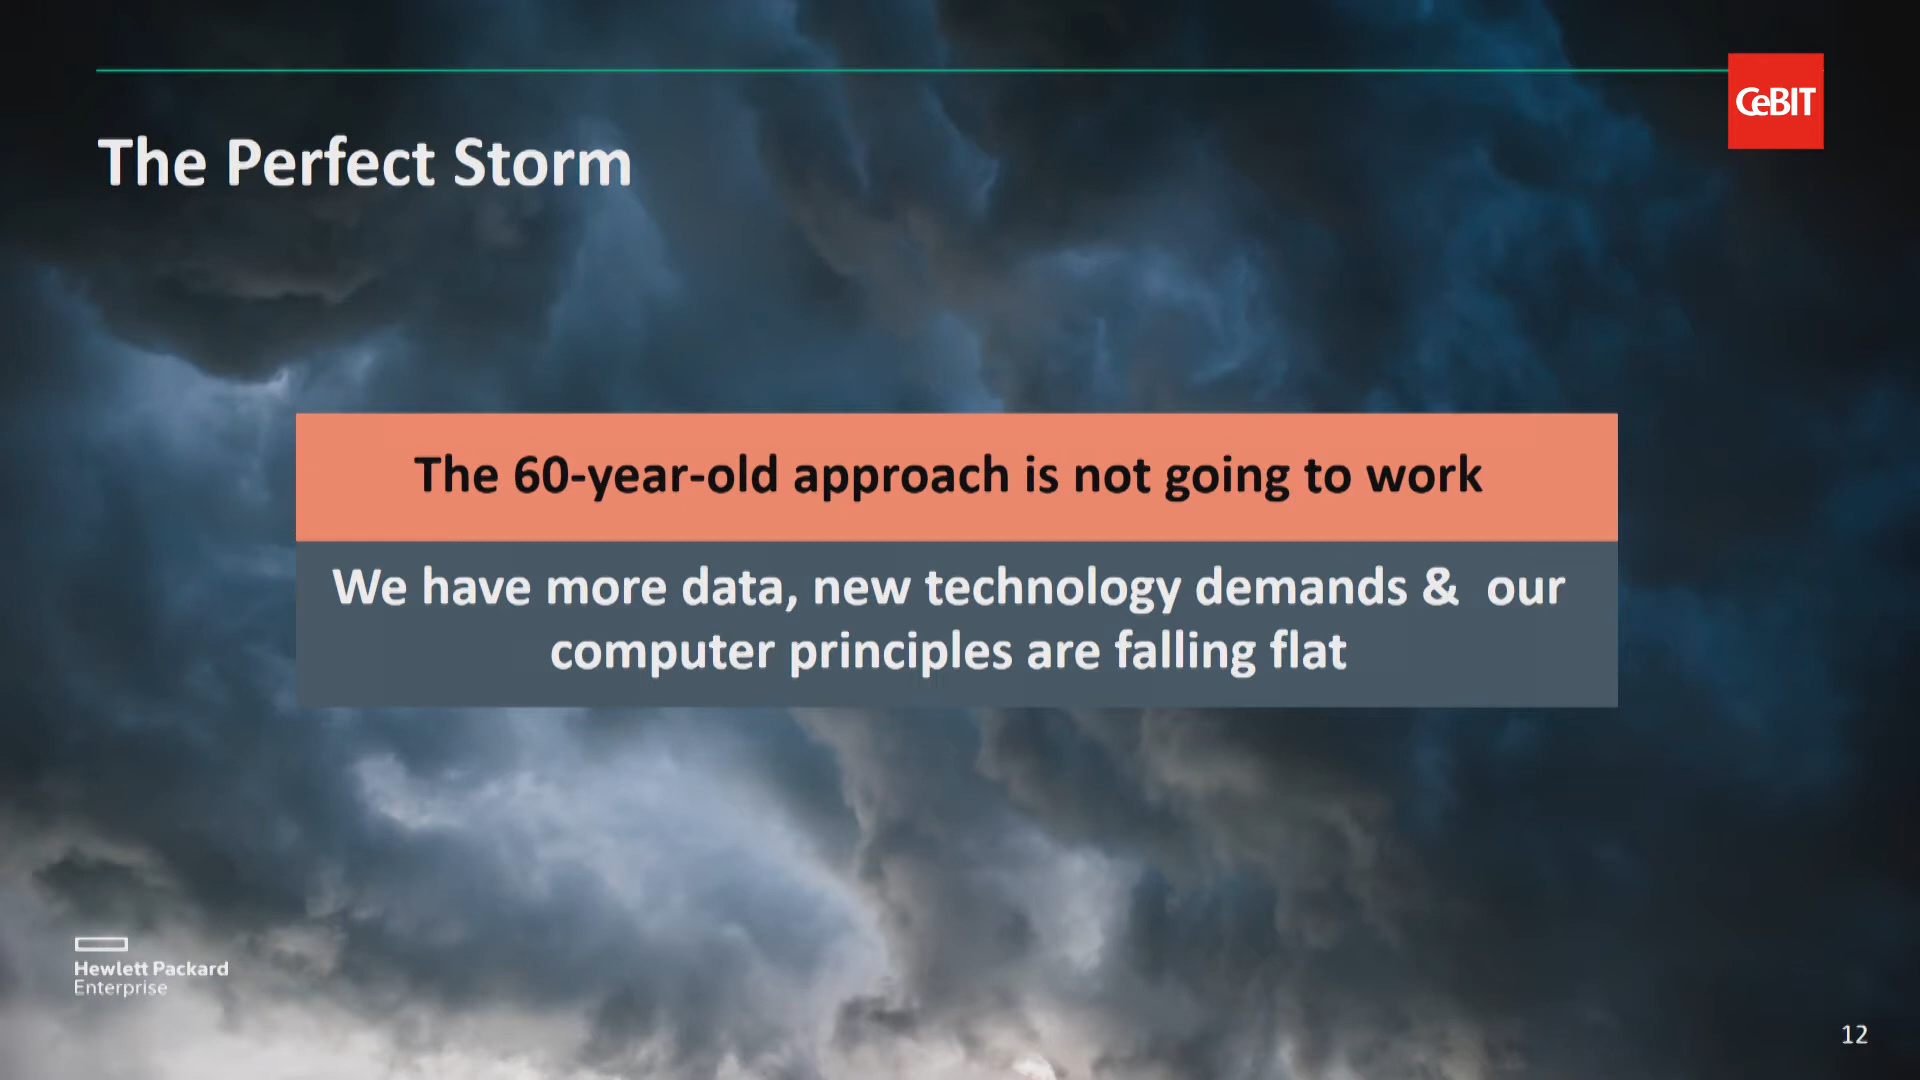 CeBIT
The Perfect Storm
The 60-year-old approach is not going to work
We have more data, new technology demands &  our
computer principles are falling flat
Hewlett Packard
Enterprise
12